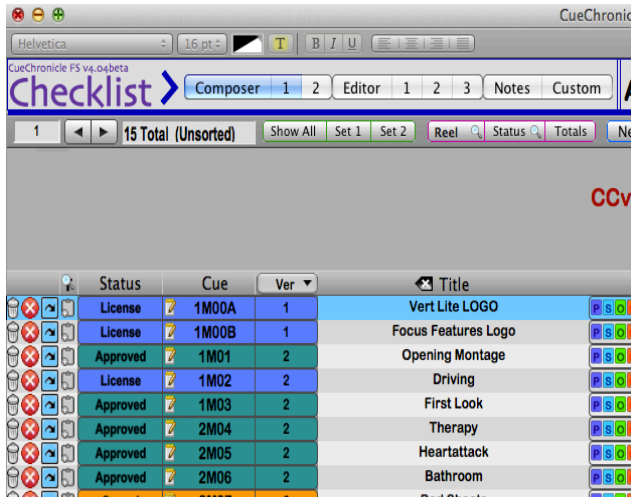 CueChronic
Helvetica 16 pt T B I U
CueChronicle FS v4.04beta
Checklist Composer 1 2 Editor 1 2 3 Notes Custom
1 15 Total (Unsorted) Show All Set 1 Set 2 Reel Status Totals Ne
CCv
Status Cue Ver Title
License 1M00A 1 Vert Lite LOGO P S O
License 1M00B 1 Focus Features Logo P S O
Approved 1M01 2 Opening Montage P S O
License 1M02 2 Driving P S O
Approved 1M03 2 First Look P S O
Approved 2M04 2 Therapy P S O
Approved 2M05 2 Heartattack P S O
Approved 2M06 2 Bathroom P S O